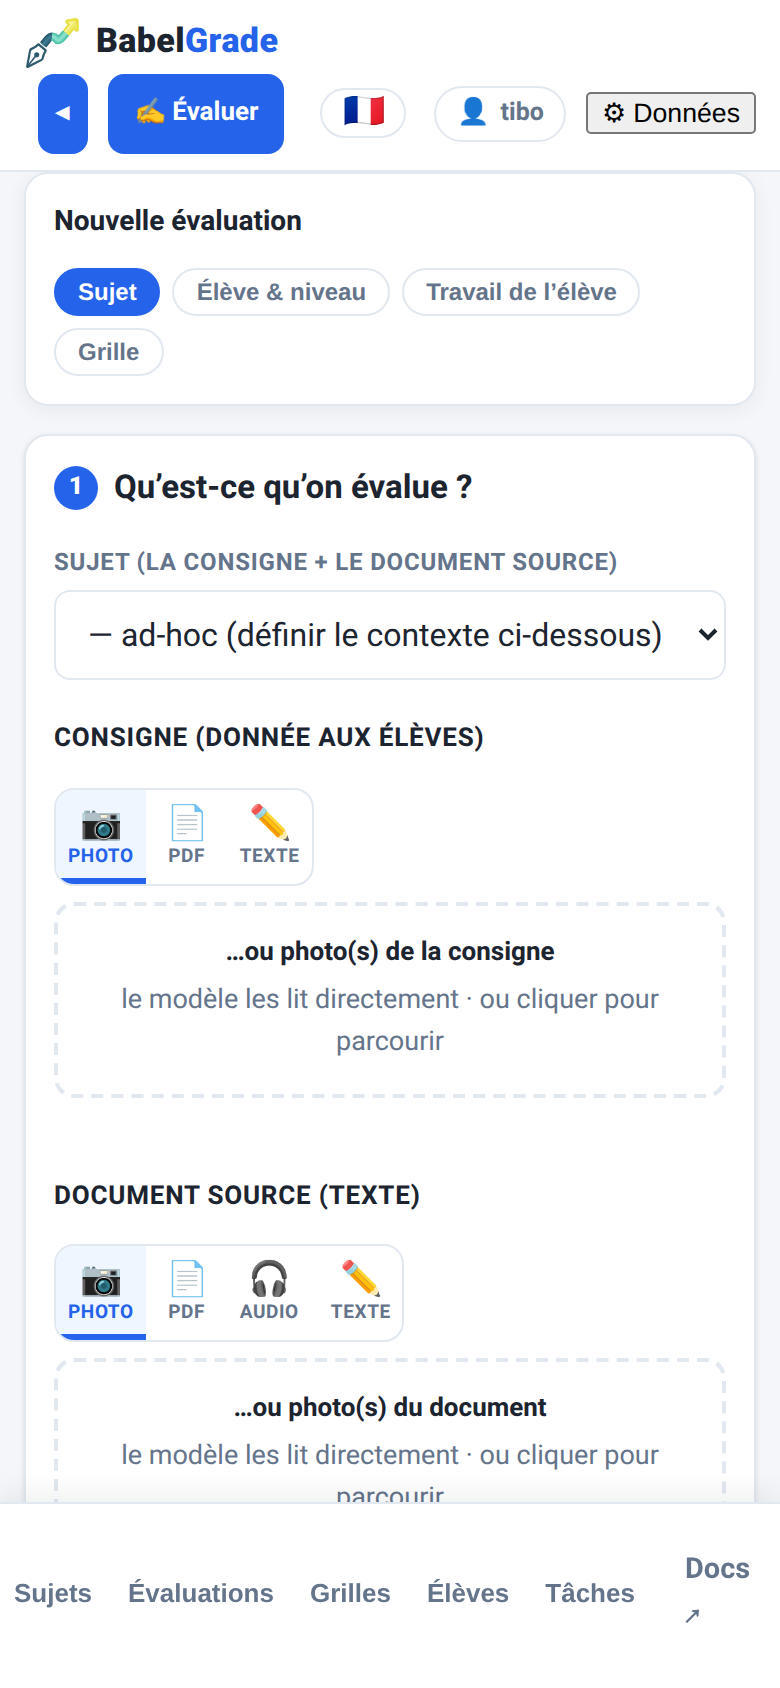 BabelGrade
◄
✍️ Évaluer
🇫🇷
👤 tibo
⚙ Données
Nouvelle évaluation
Sujet
Élève & niveau
Travail de l’élève
Grille
1 Qu’est-ce qu’on évalue ?
SUJET (LA CONSIGNE + LE DOCUMENT SOURCE)
— ad-hoc (définir le contexte ci-dessous)
CONSIGNE (DONNÉE AUX ÉLÈVES)
PHOTO
PDF
TEXTE
…ou photo(s) de la consigne
le modèle les lit directement · ou cliquer pour
parcourir
DOCUMENT SOURCE (TEXTE)
PHOTO
PDF
AUDIO
TEXTE
…ou photo(s) du document
le modèle les lit directement · ou cliquer pour
parcourir
Sujets
Évaluations
Grilles
Élèves
Tâches
Docs
↗